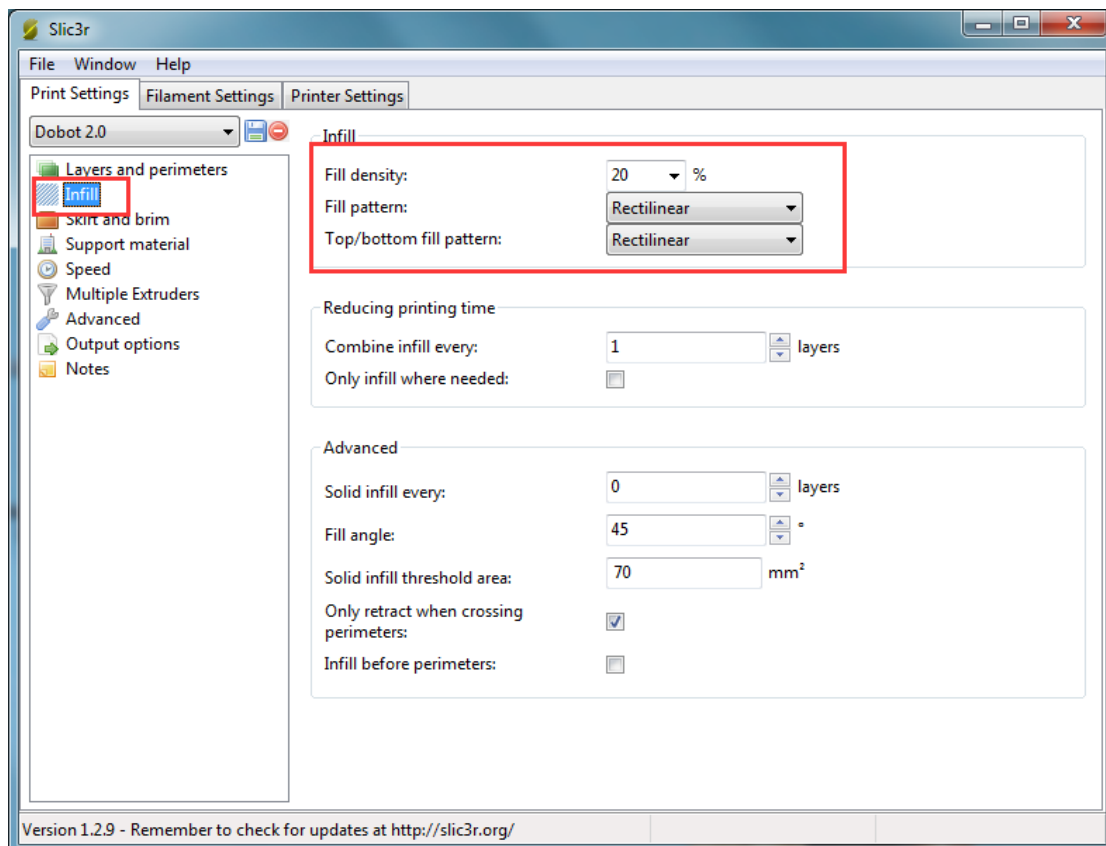 Slic3r
File Window Help
Print Settings Filament Settings Printer Settings
Dobot 2.0
Layers and perimeters
Infill
Skirt and brim
Support material
Speed
Multiple Extruders
Advanced
Output options
Notes
Infill
Fill density: 20 %
Fill pattern: Rectilinear
Top/bottom fill pattern: Rectilinear
Reducing printing time
Combine infill every: 1 layers
Only infill where needed:
Advanced
Solid infill every: 0 layers
Fill angle: 45 °
Solid infill threshold area: 70 mm²
Only retract when crossing
perimeters:
Infill before perimeters:
Version 1.2.9 - Remember to check for updates at http://slic3r.org/